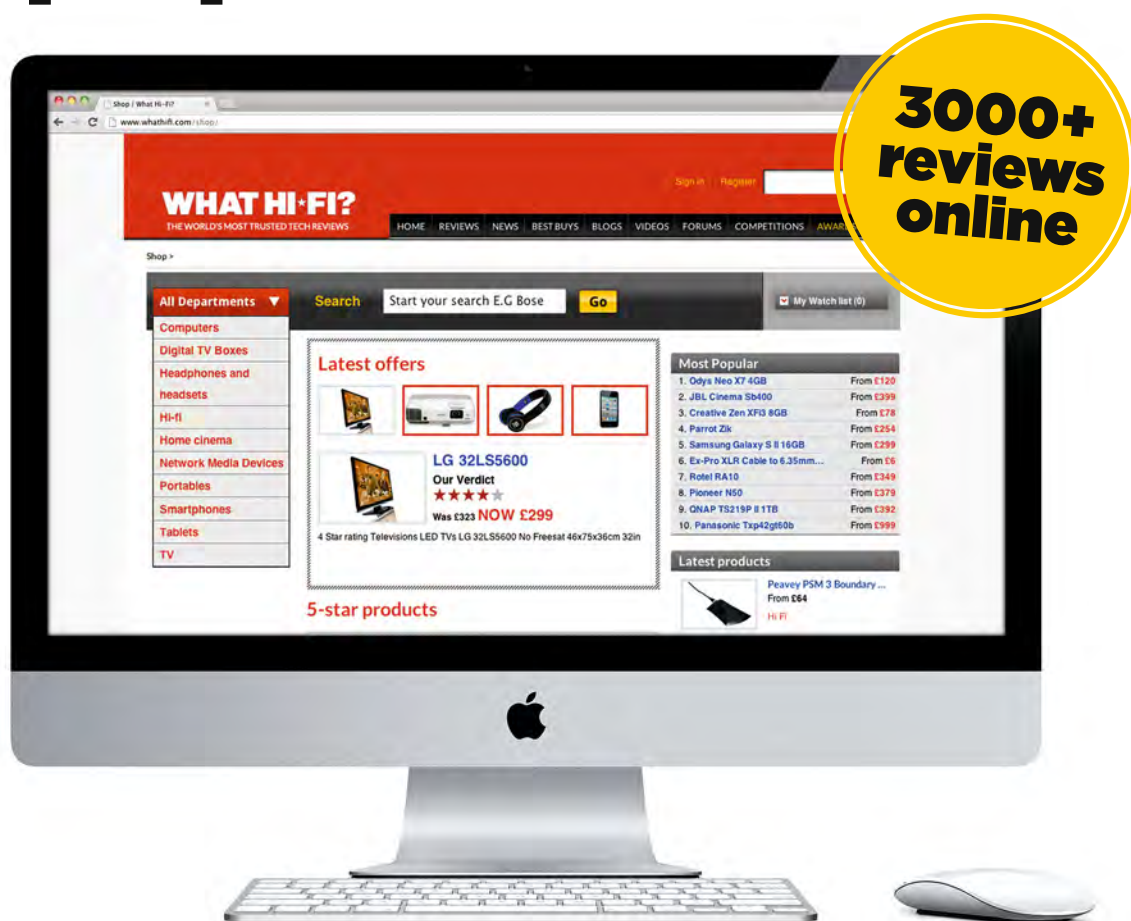 3000+
reviews
online
Shop / What Hi-Fi?
www.whathifi.com/shop/
Sign in Register
WHAT HI★FI?
THE WORLD'S MOST TRUSTED TECH REVIEWS
HOME REVIEWS NEWS BEST BUYS BLOGS VIDEOS FORUMS COMPETITIONS
Shop >
All Departments
Search
Start your search E.G Bose
Go
My Watch list (0)
Computers
Digital TV Boxes
Headphones and
headsets
Hi-fi
Home cinema
Network Media Devices
Portables
Smartphones
Tablets
TV
Latest offers
LG 32LS5600
Our Verdict
Was £323 NOW £299
4 Star rating Televisions LED TVs LG 32LS5600 No Freesat 46x75x36cm 32in
5-star products
Most Popular
1. Odys Neo X7 4GB From £120
2. JBL Cinema Sb400 From £399
3. Creative Zen XFi3 8GB From £78
4. Parrot Zik From £254
5. Samsung Galaxy S II 16GB From £299
6. Ex-Pro XLR Cable to 6.35mm... From £6
7. Rotel RA10 From £349
8. Pioneer N50 From £379
9. QNAP TS219P II 1TB From £392
10. Panasonic Txp42gt60b From £999
Latest products
Peavey PSM 3 Boundary ...
From £64
Hi Fi